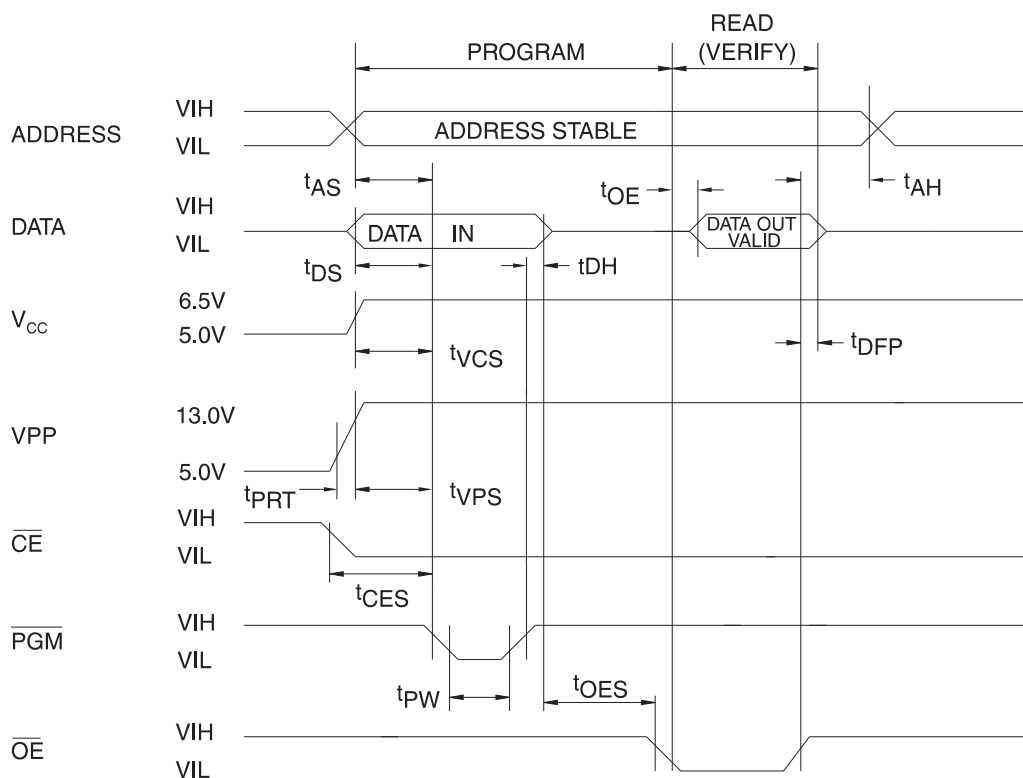 READ
(VERIFY)
PROGRAM
ADDRESS
VIH
VIL
ADDRESS STABLE
tAS
tOE
tAH
DATA
VIH
VIL
DATA IN
DATA OUT
VALID
tDS
tDH
VCC
6.5V
5.0V
tVCS
tDFP
VPP
13.0V
5.0V
tPRT
tVPS
CE
VIH
VIL
tCES
PGM
VIH
VIL
tPW
tOES
OE
VIH
VIL